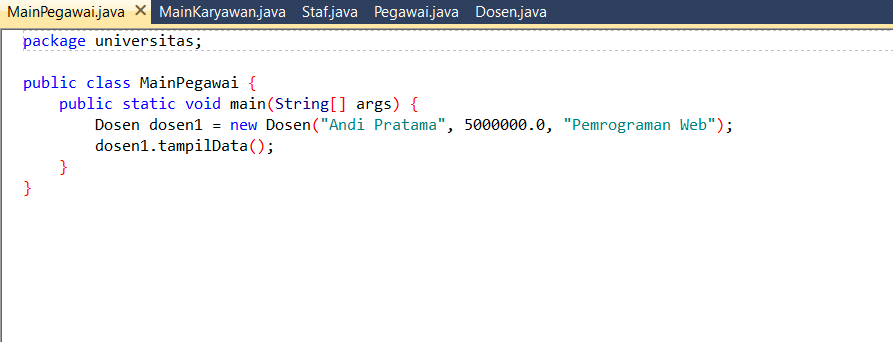 MainPegawai.java MainKaryawan.java Staf.java Pegawai.java Dosen.java
package universitas;
public class MainPegawai {
public static void main(String[] args) {
Dosen dosen1 = new Dosen("Andi Pratama", 5000000.0, "Pemrograman Web");
dosen1.tampilData();
}
}